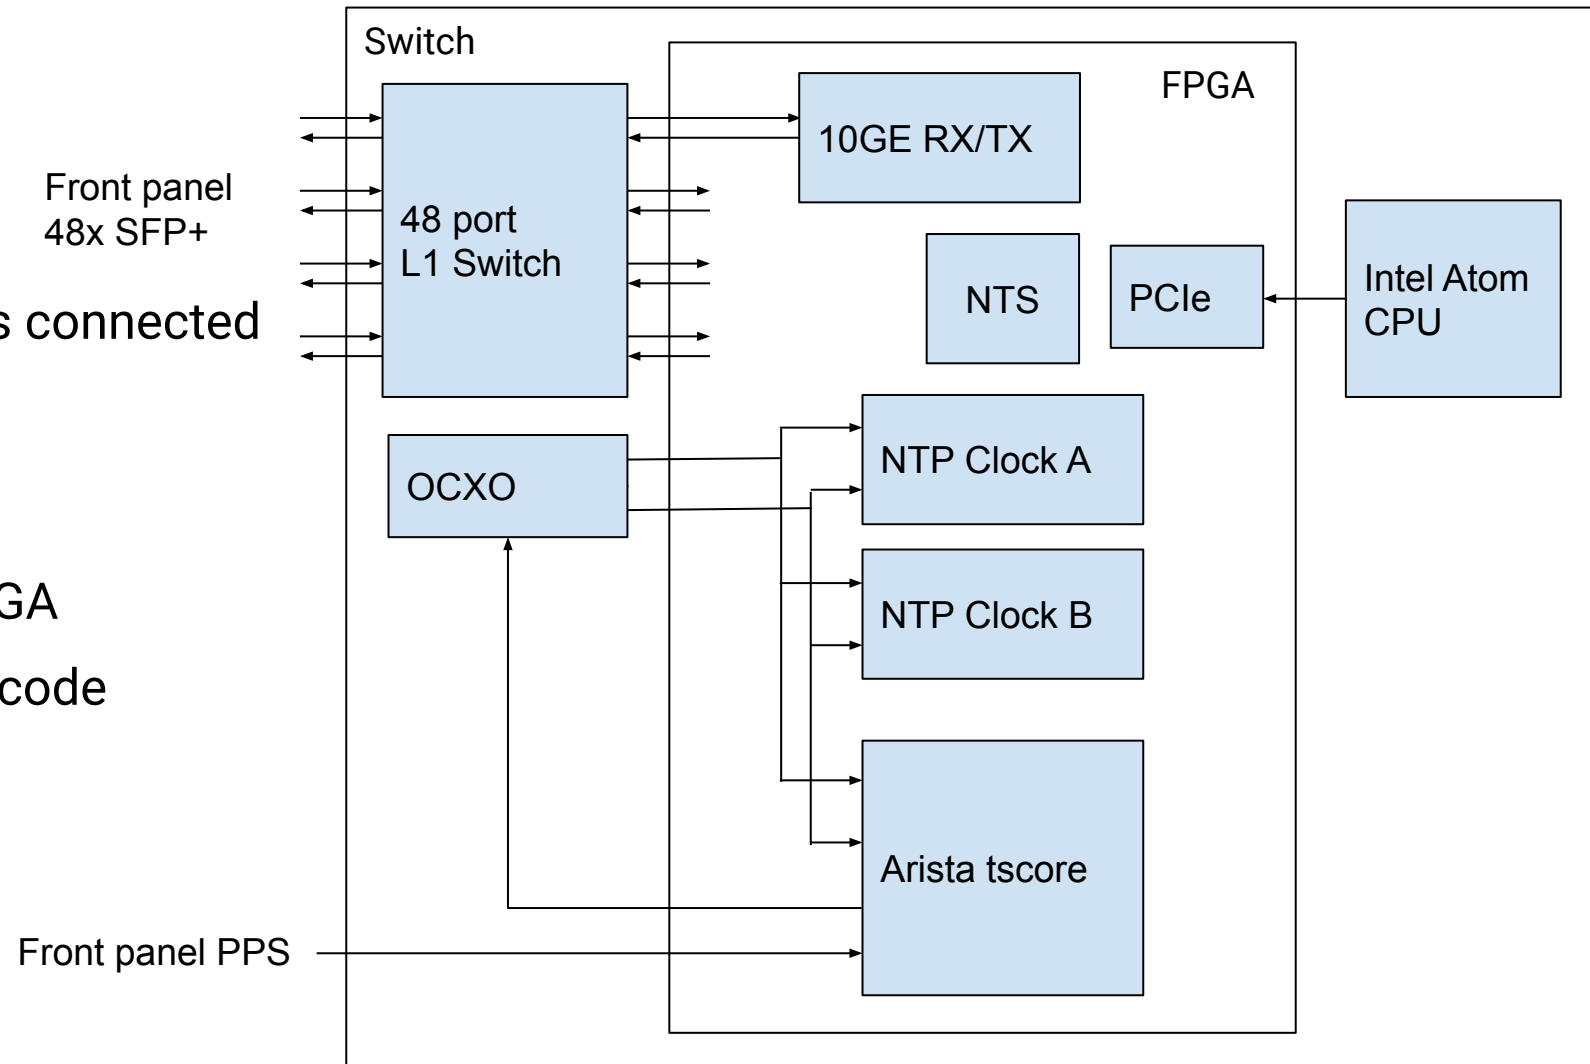 Switch
FPGA
10GE RX/TX
Front panel
48x SFP+
48 port
L1 Switch
NTS
PCIe
Intel Atom
CPU
s connected
NTP Clock A
OCXO
NTP Clock B
GA
code
Arista tscore
Front panel PPS